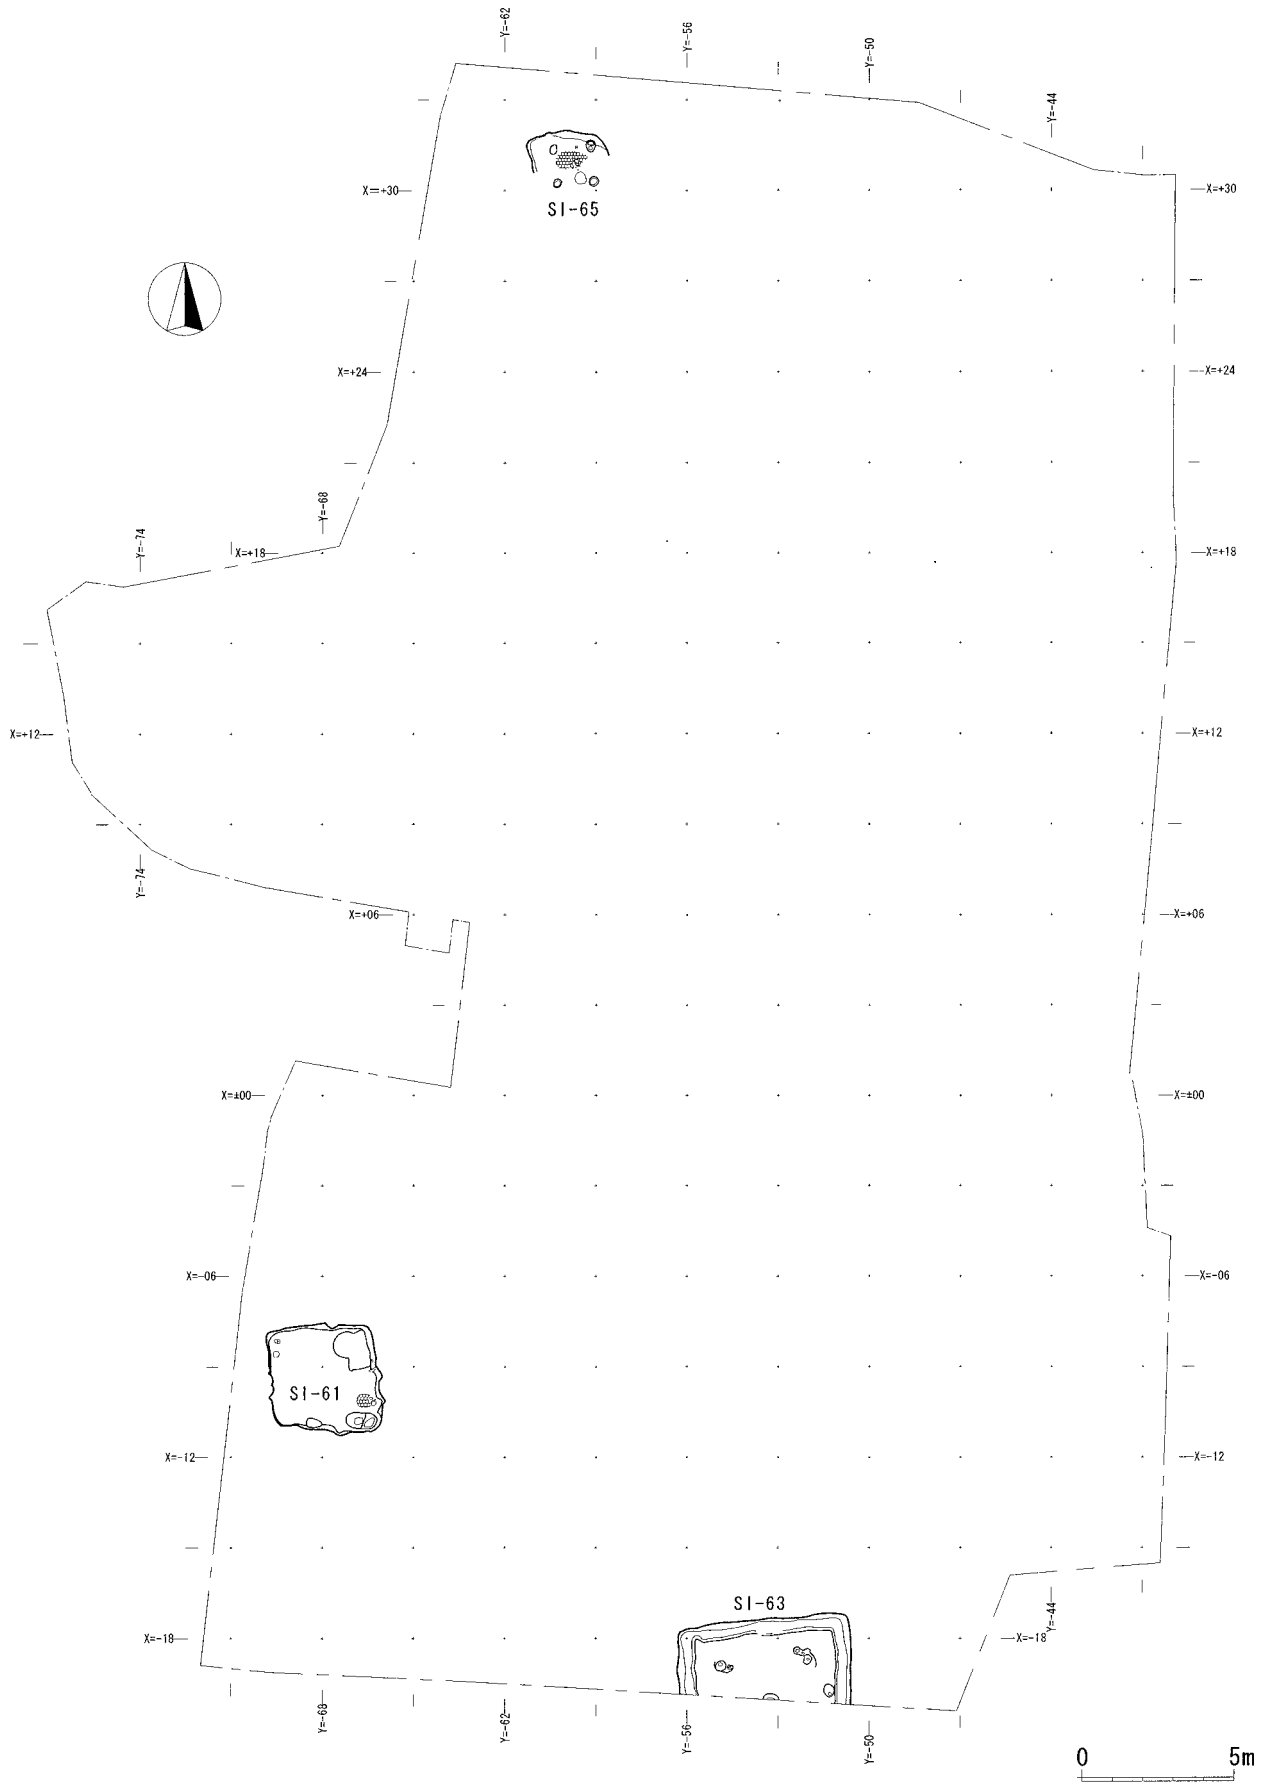 Y=-62
Y=-56
Y=-50
Y=-44
X=+30
X=+30
SI-65
X=+24
X=+24
Y=-68
Y=-74
X=+18
X=+18
X=+12
X=+12
Y=-74
X=+06
X=+06
X=±00
X=±00
X=-06
X=-06
SI-61
X=-12
X=-12
SI-63
X=-18
X=-18
Y=-44
Y=-68
Y=-62
Y=-56
Y=-50
0 5m